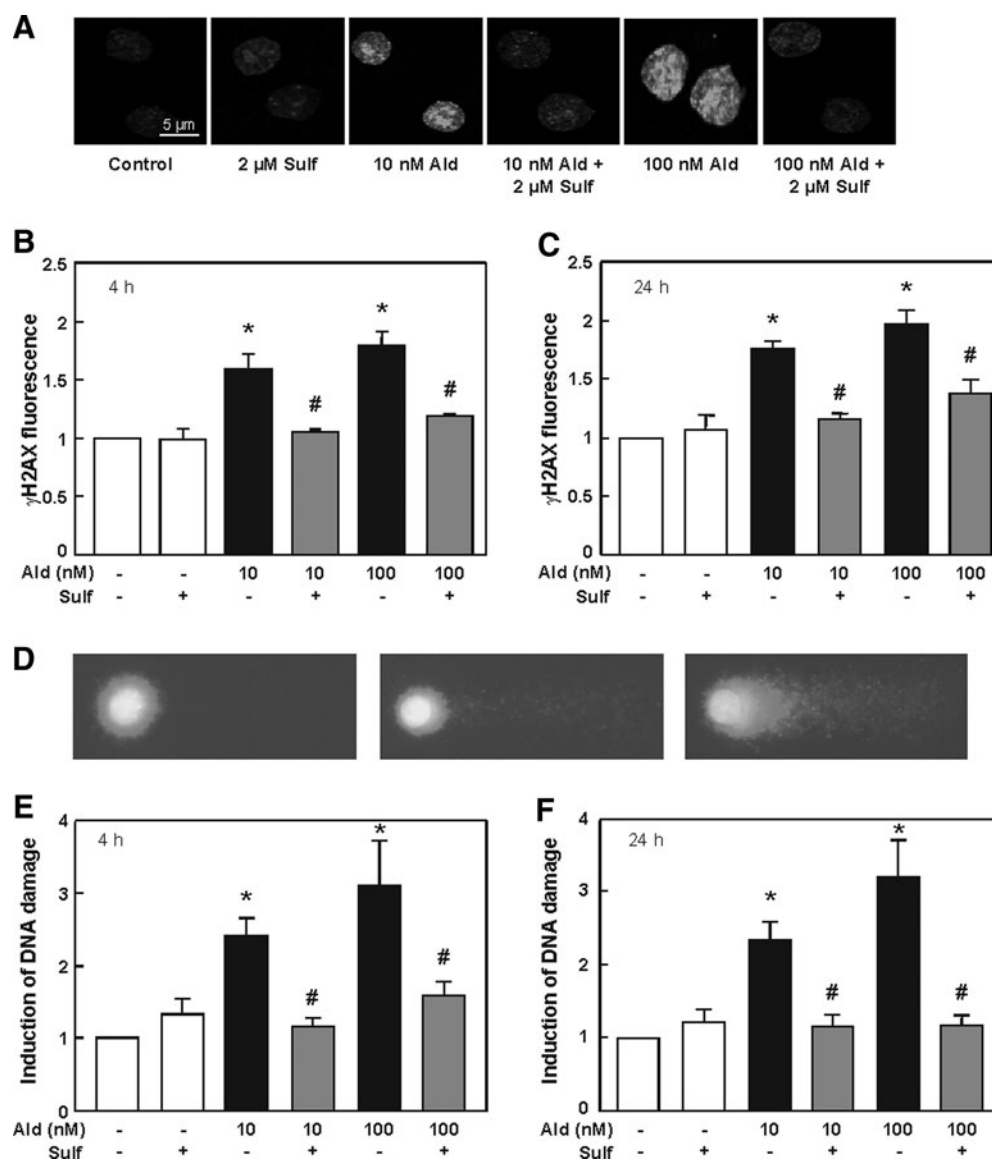 A
5 µm
Control 2 µM Sulf 10 nM Ald 10 nM Ald + 100 nM Ald 100 nM Ald +
2 µM Sulf 2 µM Sulf
B
γH2AX fluorescence
4 h
2.5
2
1.5
1
0.5
0
* # * #
Ald (nM) - - 10 10 100 100
Sulf - + - + - +
C
γH2AX fluorescence
24 h
2.5
2
1.5
1
0.5
0
* # * #
Ald (nM) - - 10 10 100 100
Sulf - + - + - +
D
E
Induction of DNA damage
4 h
4
3
2
1
0
* # * #
Ald (nM) - - 10 10 100 100
Sulf - + - + - +
F
Induction of DNA damage
24 h
4
3
2
1
0
* # * #
Ald (nM) - - 10 10 100 100
Sulf - + - + - +